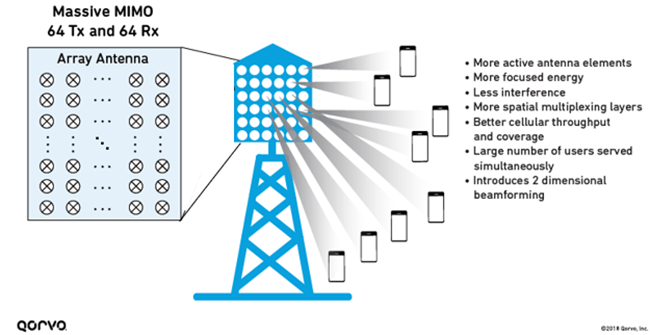 Massive MIMO
64 Tx and 64 Rx
Array Antenna
• More active antenna elements
• More focused energy
• Less interference
• More spatial multiplexing layers
• Better cellular throughput
and coverage
• Large number of users served
simultaneously
• Introduces 2 dimensional
beamforming
QORVO
©2018 Qorvo, Inc.